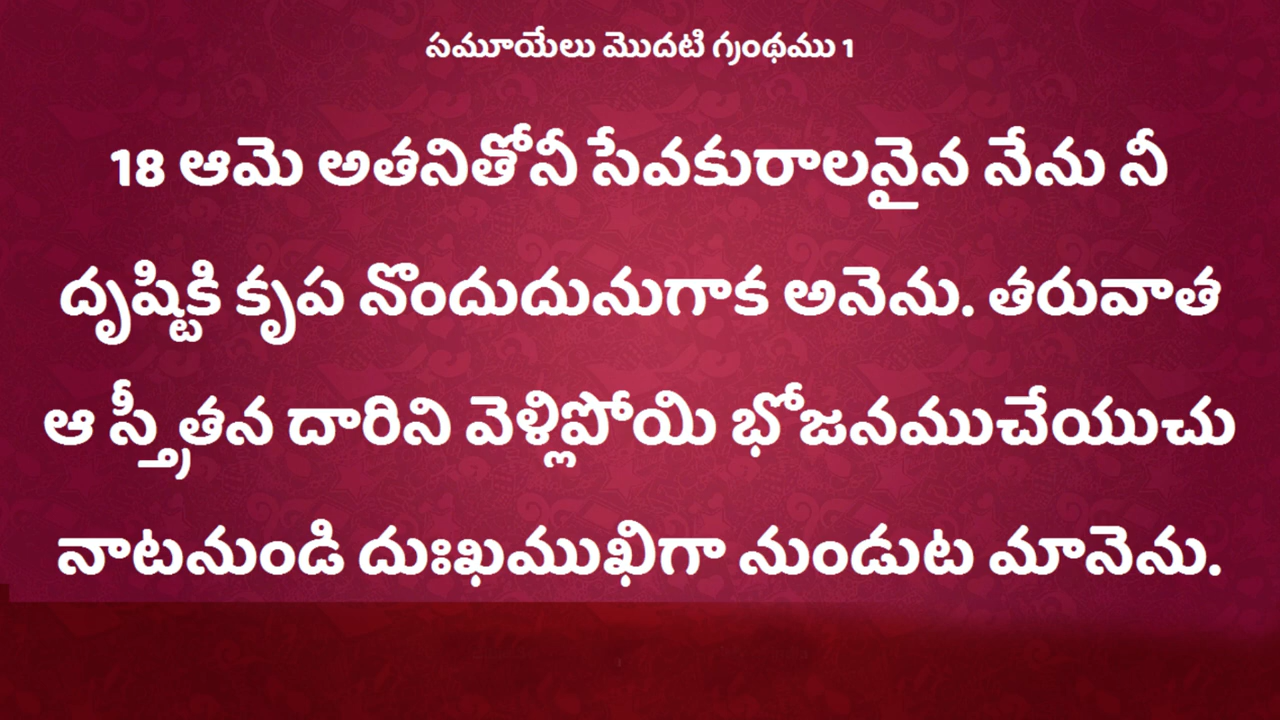 సమూయేలు మొదటి గ్రంథము 1
18 ఆమె అతనితోనీ సేవకురాలనైన నేను నీ
దృష్టికి కృప నొందుదునుగాక అనెను. తరువాత
ఆ స్త్రీతన దారిని వెళ్లిపోయి భోజనముచేయుచు
నాటనుండి దుఃఖముఖిగా నుండుట మానెను.